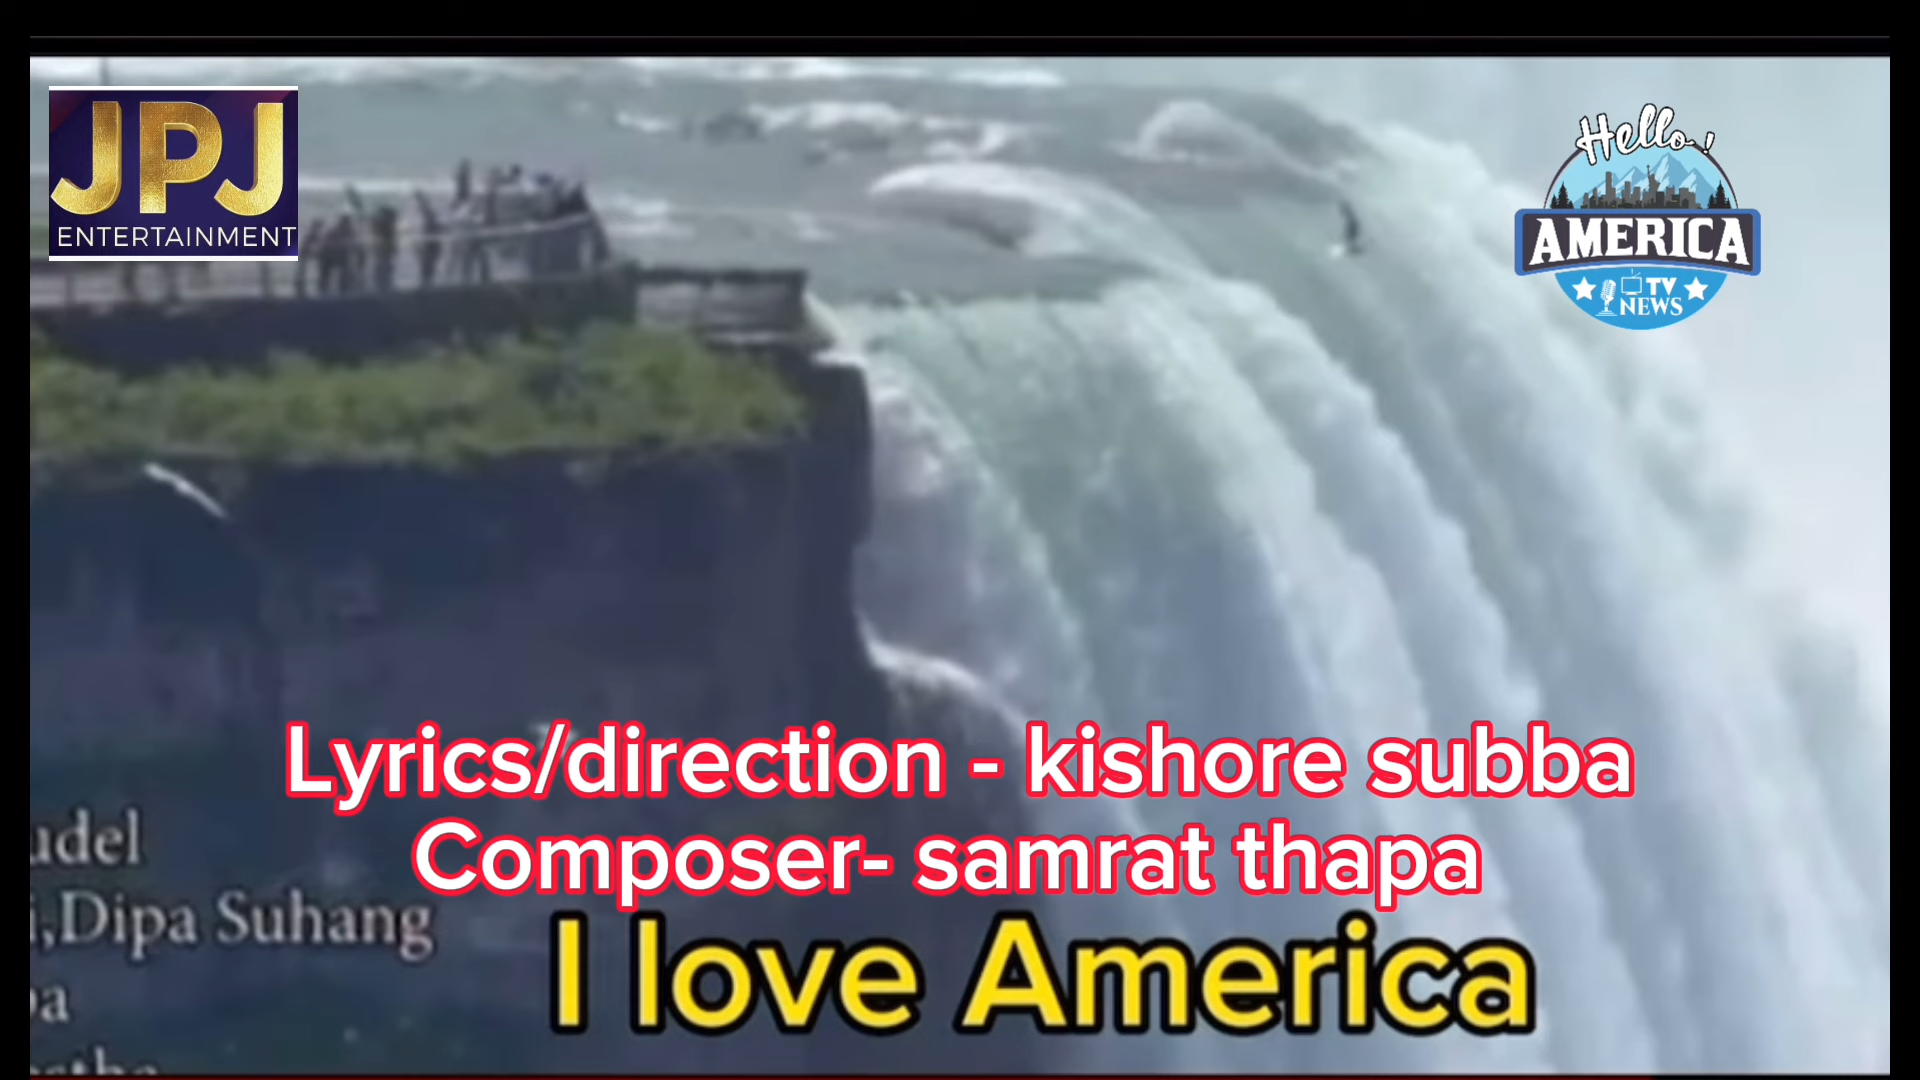 JPJ
ENTERTAINMENT
Hello!
AMERICA
TV
NEWS
Lyrics/direction - kishore subba
Composer- samrat thapa
I love America
udel
i,Dipa Suhang